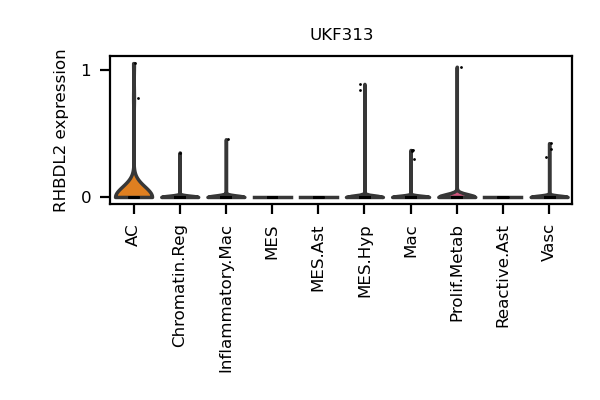 UKF313
RHBDL2 expression
1
0
AC
Chromatin.Reg
Inflammatory.Mac
MES
MES.Ast
MES.Hyp
Mac
Prolif.Metab
Reactive.Ast
Vasc